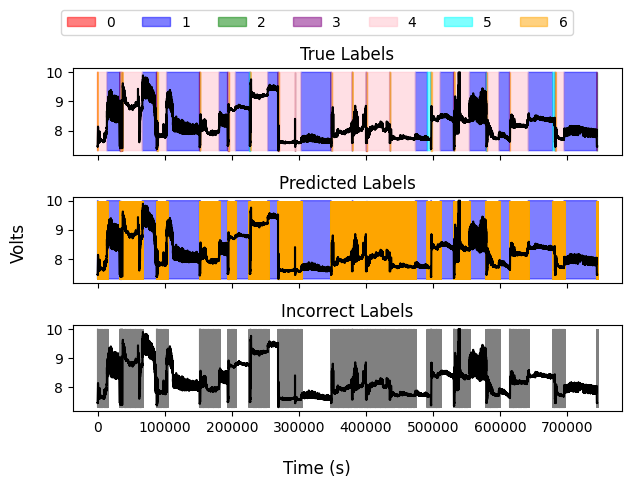 0 1 2 3 4 5 6
True Labels
10
9
8
Predicted Labels
10
9
8
Volts
Incorrect Labels
10
9
8
0 100000 200000 300000 400000 500000 600000 700000
Time (s)